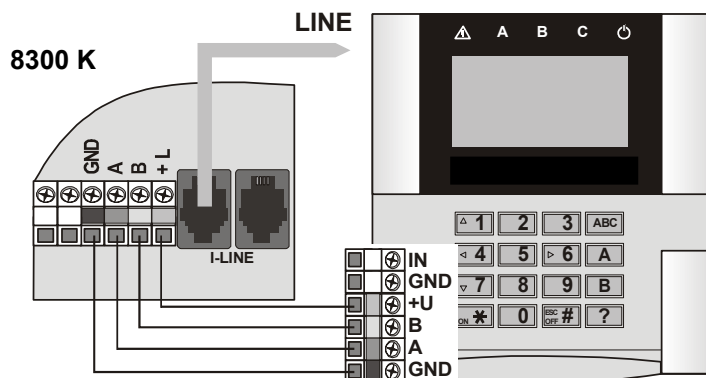 LINE
8300 K
GND
A
B
+ L
I-LINE
A B C
1 2 3 ABC
4 5 6 A
7 8 9 B
ON * 0 ESC OFF # ?
IN
GND
+U
B
A
GND